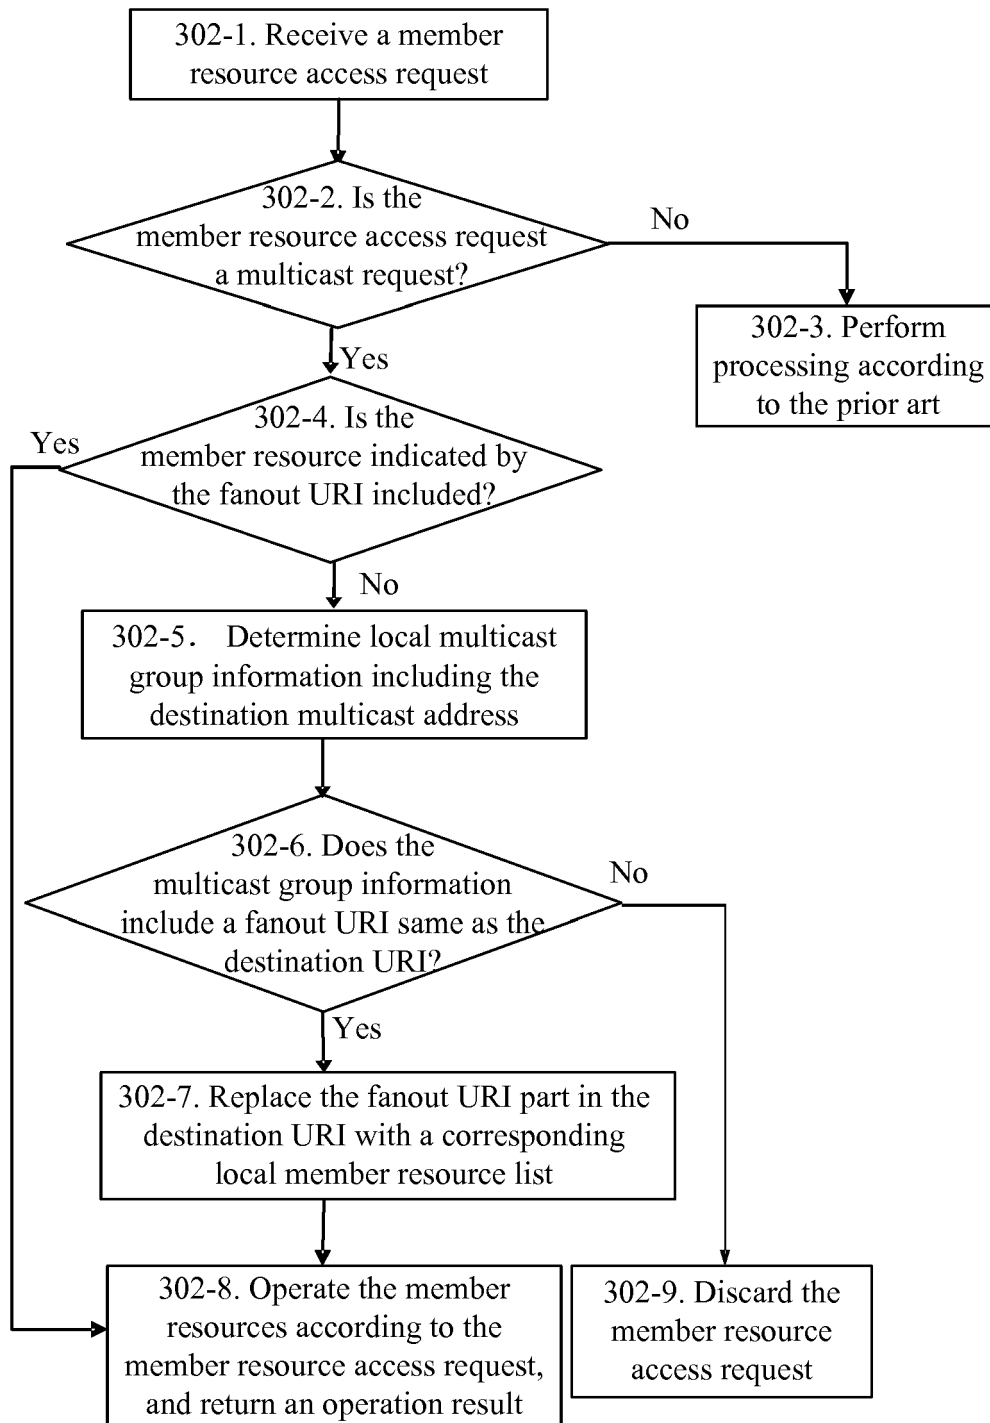 302-1. Receive a member
resource access request
302-2. Is the
member resource access request
a multicast request?
No
Yes
302-3. Perform
processing according
to the prior art
Yes
302-4. Is the
member resource indicated by
the fanout URI included?
No
302-5. Determine local multicast
group information including the
destination multicast address
302-6. Does the
multicast group information
include a fanout URI same as the
destination URI?
No
Yes
302-7. Replace the fanout URI part in the
destination URI with a corresponding
local member resource list
302-8. Operate the member
resources according to the
member resource access request,
and return an operation result
302-9. Discard the
member resource
access request